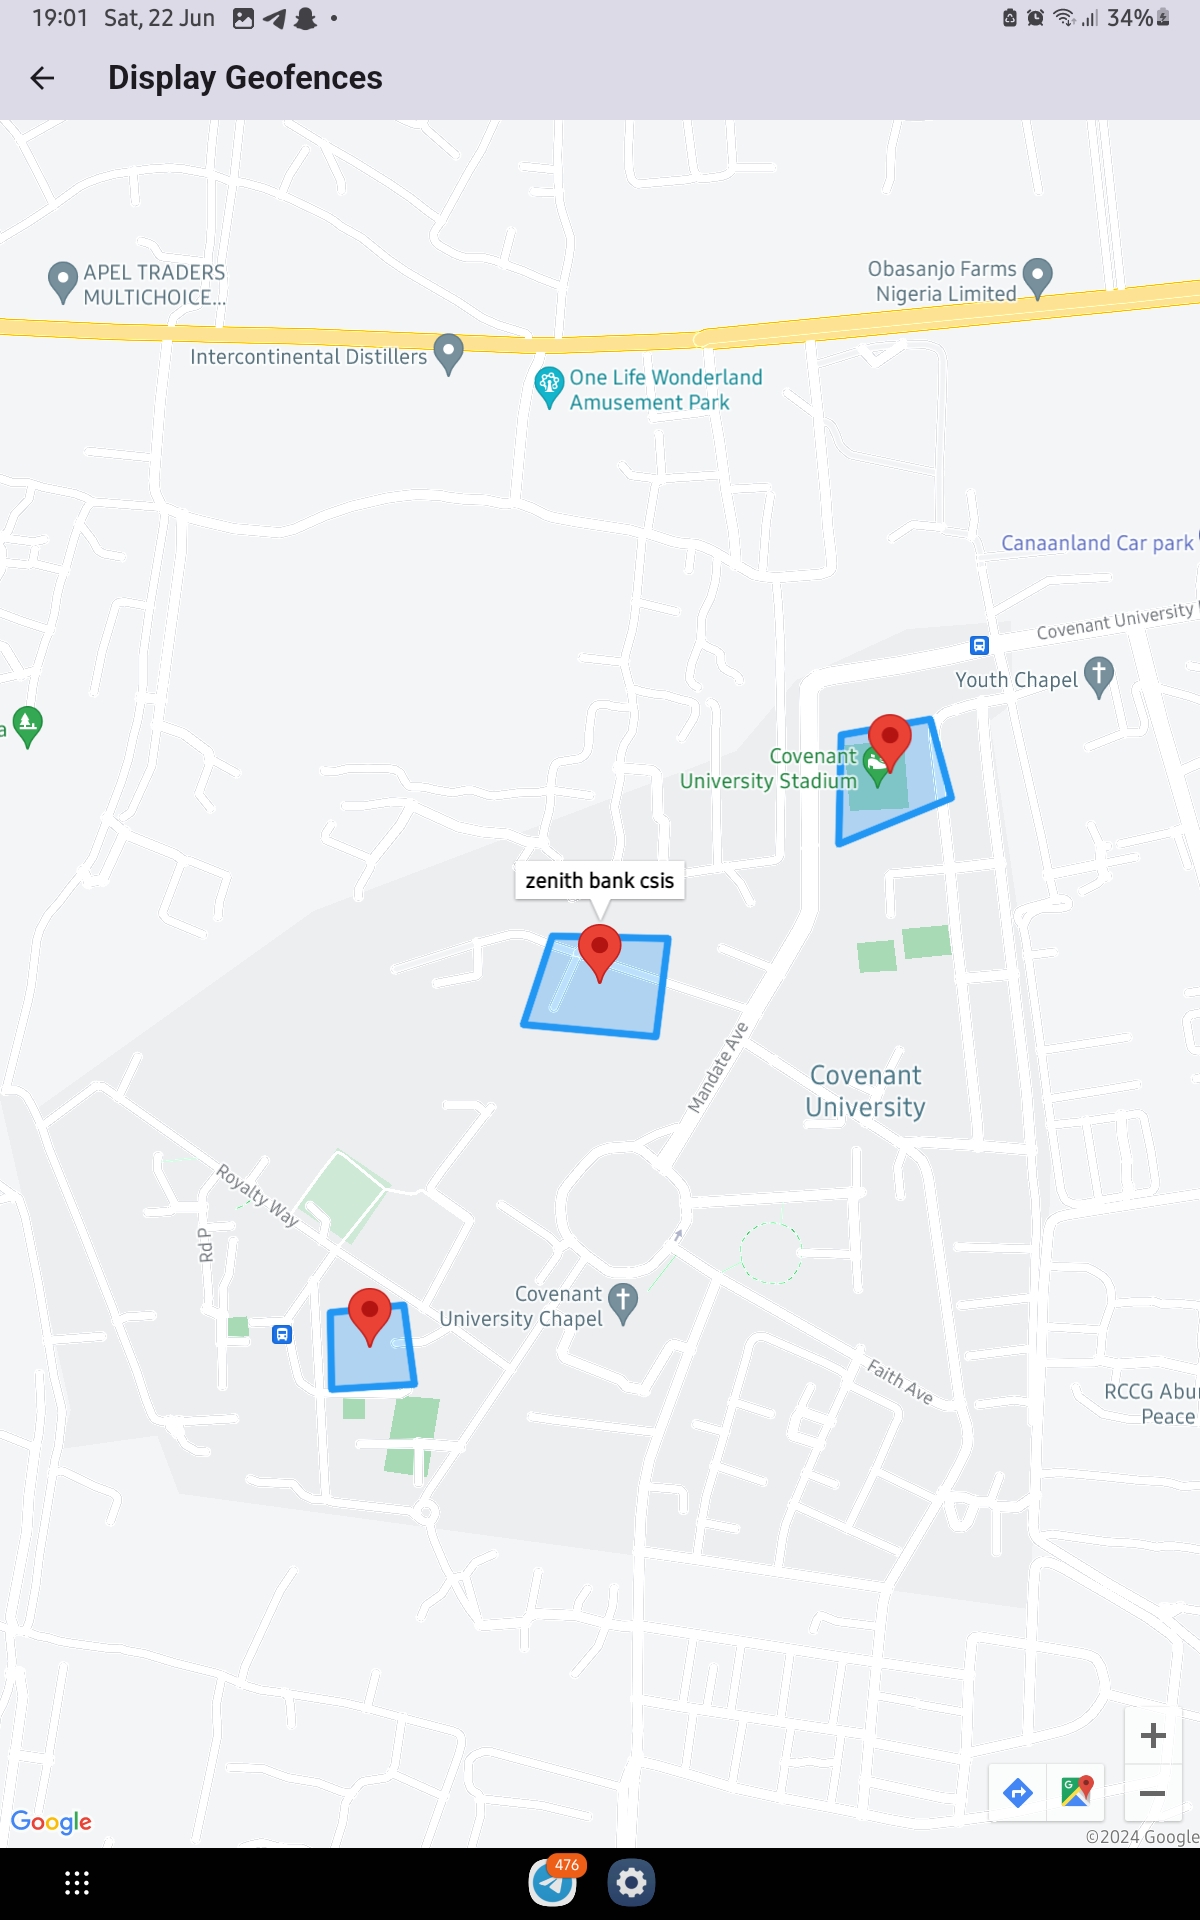 19:01 Sat, 22 Jun
34%
Display Geofences
APEL TRADERS
MULTICHOICE...
Obasanjo Farms
Nigeria Limited
Intercontinental Distillers
One Life Wonderland
Amusement Park
Canaanland Car park
Covenant University
Youth Chapel
a
Covenant
University Stadium
zenith bank csis
Mandate Ave
Covenant
University
Royalty Way
Rd P
Covenant
University Chapel
Faith Ave
RCCG Abu
Peace
+
−
G
Google
©2024 Google
476